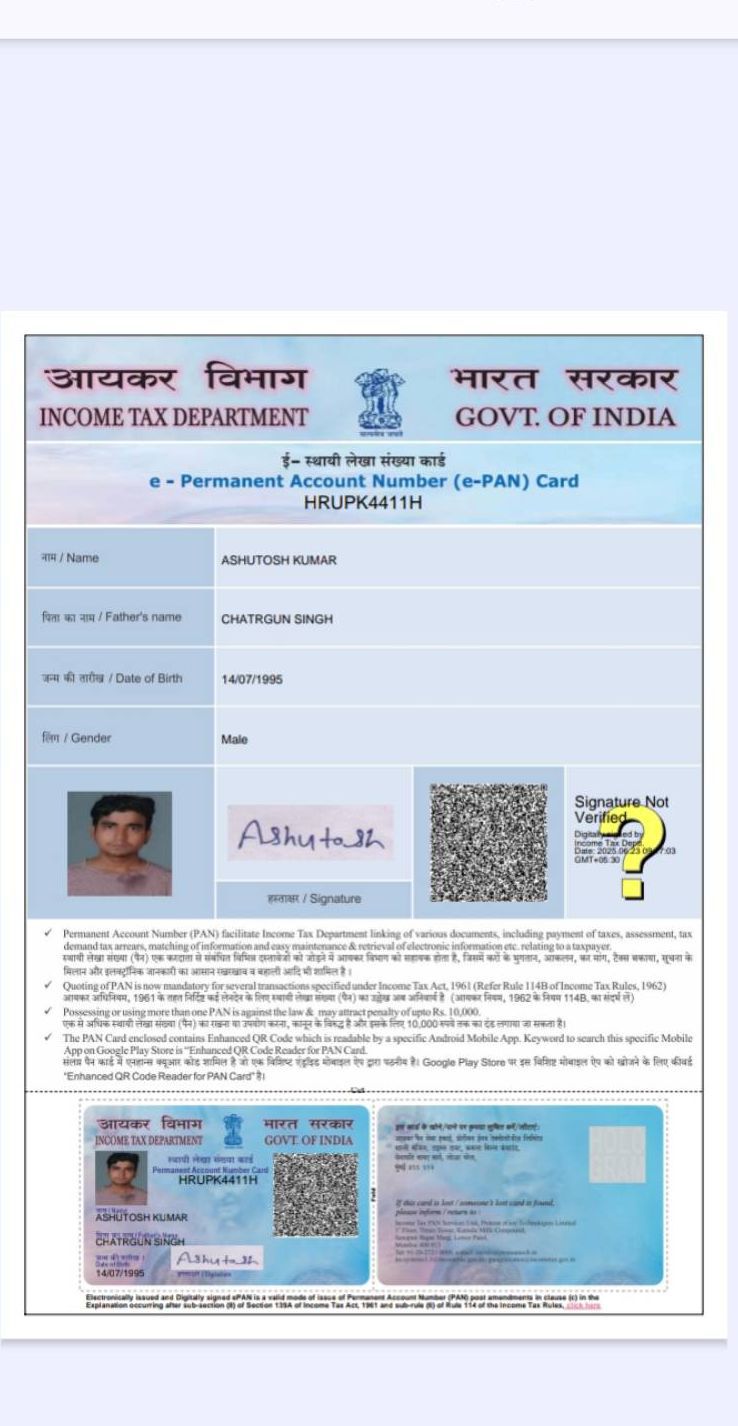 आयकर विभाग
INCOME TAX DEPARTMENT
सत्यमेव जयते
भारत सरकार
GOVT. OF INDIA
ई- स्थायी लेखा संख्या कार्ड
e - Permanent Account Number (e-PAN) Card
HRUPK4411H
नाम / Name
ASHUTOSH KUMAR
पिता का नाम / Father's name
CHATRGUN SINGH
जन्म की तारीख / Date of Birth
14/07/1995
लिंग / Gender
Male
Ashutosh
हस्ताक्षर / Signature
Signature Not
Verified
Digitally signed by
Income Tax Dept.
Date: 2025.06.23
GMT+05:30
✓ Permanent Account Number (PAN) facilitate Income Tax Department linking of various documents, including payment of taxes, assessment, tax
demand tax arrears, matching of information and easy maintenance & retrieval of electronic information etc. relating to a taxpayer.
स्थायी लेखा संख्या (पैन) एक करदाता से संबंधित विभिन्न दस्तावेजों को जोड़ने में आयकर विभाग को सहायक होता है, जिसमें करों के भुगतान, आकलन, कर मांग, टैक्स बकाया, सूचना के
मिलान और इलक्ट्रॉनिक जानकारी का आसान रखरखाव व बहाली आदि भी शामिल है।
✓ Quoting of PAN is now mandatory for several transactions specified under Income Tax Act, 1961 (Refer Rule 114B of Income Tax Rules, 1962)
आयकर अधिनियम, 1961 के तहत निर्दिष्ट कई लेनदेन के लिए स्थायी लेखा संख्या (पैन) का उल्लेख अब अनिवार्य है (आयकर नियम, 1962 के नियम 114B, का संदर्भ लें)
✓ Possessing or using more than one PAN is against the law & may attract penalty of upto Rs. 10,000.
एक से अधिक स्थायी लेखा संख्या (पैन) का रखना या उपयोग करना, कानून के विरुद्ध है और इसके लिए 10,000 रुपये तक का दंड लगाया जा सकता है।
✓ The PAN Card enclosed contains Enhanced QR Code which is readable by a specific Android Mobile App. Keyword to search this specific Mobile
App on Google Play Store is "Enhanced QR Code Reader for PAN Card.
संलग्न पैन कार्ड में एनहान्स क्यूआर कोड शामिल है जो एक विशिष्ट एंड्रॉइड मोबाइल ऐप द्वारा पठनीय है। Google Play Store पर इस विशिष्ट मोबाइल ऐप को खोजने के लिए कीवर्ड
"Enhanced QR Code Reader for PAN Card" है।
Cut
आयकर विभाग
INCOME TAX DEPARTMENT
भारत सरकार
GOVT. OF INDIA
स्थायी लेखा संख्या कार्ड
Permanent Account Number Card
HRUPK4411H
नाम / Name
ASHUTOSH KUMAR
पिता का नाम / Father's Name
CHATRGUN SINGH
जन्म की तारीख /
Date of Birth
14/07/1995
Ashutosh
हस्ताक्षर / Signature
Fold
इस कार्ड के खोने/पाने पर कृपया सूचित करें/लौटाएं:
If this card is lost / someone's lost card is found,
please inform / return to :
Electronically issued and Digitally signed ePAN is a valid mode of issue of Permanent Account Number (PAN) post amendments in clause (c) in the
Explanation occurring after sub-section (8) of Section 139A of Income Tax Act, 1961 and sub-rule (6) of Rule 114 of the Income Tax Rules, click here